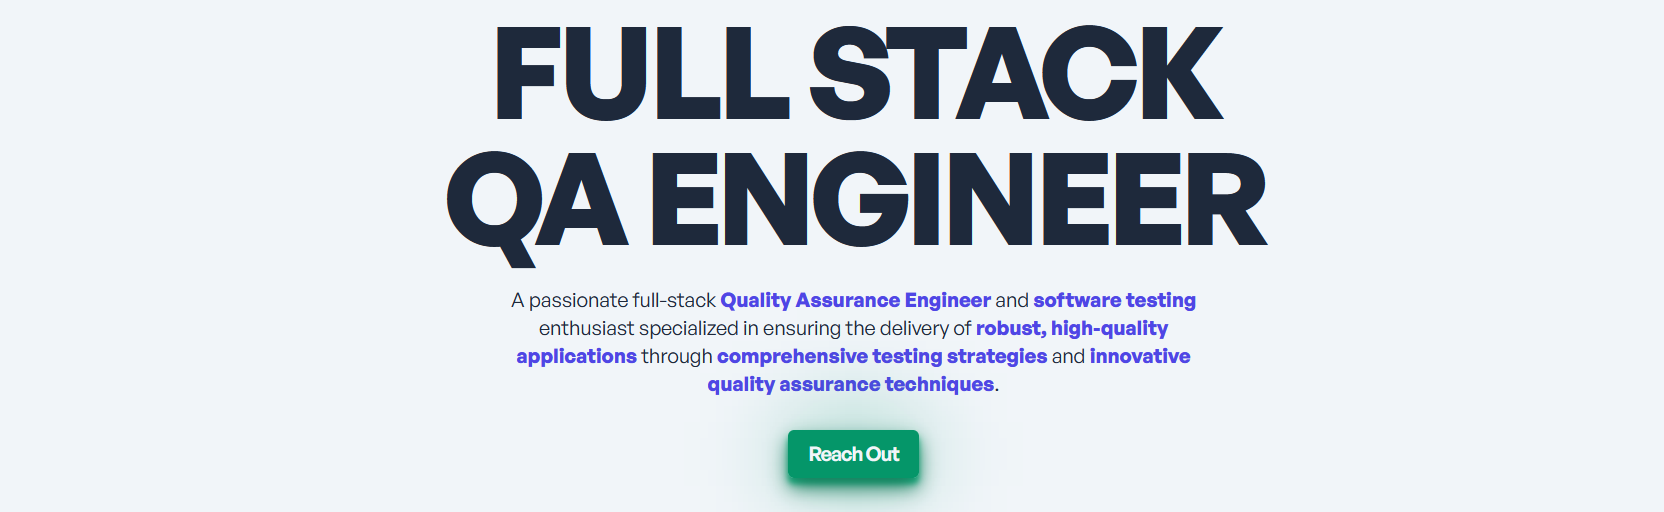 FULL STACK
QA ENGINEER
A passionate full-stack Quality Assurance Engineer and software testing
enthusiast specialized in ensuring the delivery of robust, high-quality
applications through comprehensive testing strategies and innovative
quality assurance techniques.
Reach Out